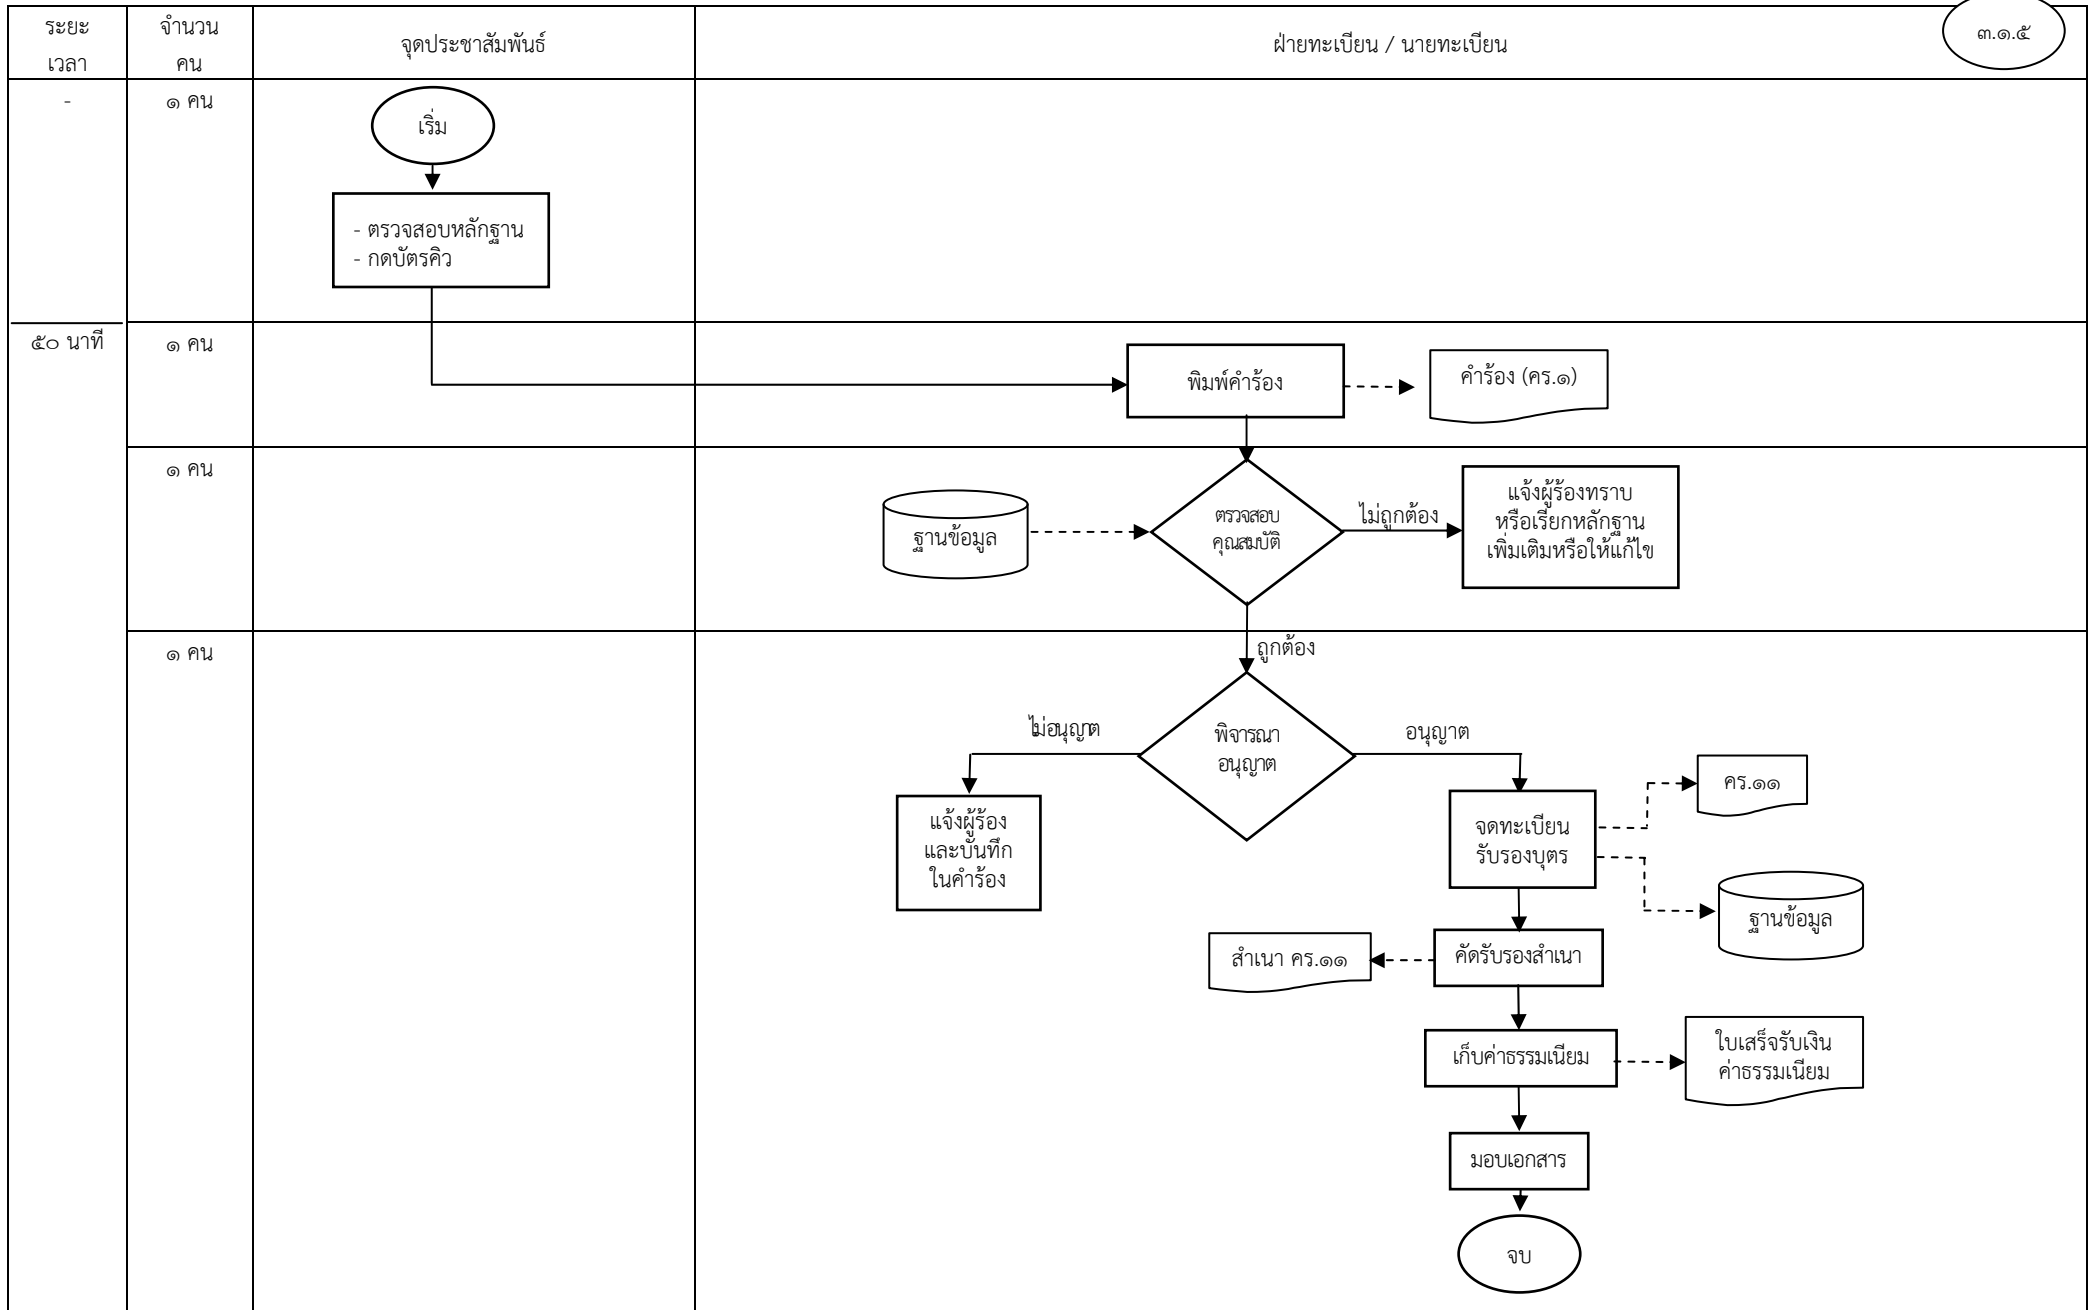 ระยะ
เวลา
จำนวน
คน
จุดประชาสัมพันธ์
ฝ่ายทะเบียน / นายทะเบียน
๓.๑.๕
-
๑ คน
เริ่ม
- ตรวจสอบหลักฐาน
- กดบัตรคิว
๕๐ นาที
๑ คน
พิมพ์คำร้อง
คำร้อง (คร.๑)
๑ คน
ฐานข้อมูล
ตรวจสอบ
คุณสมบัติ
ไม่ถูกต้อง
แจ้งผู้ร้องทราบ
หรือเรียกหลักฐาน
เพิ่มเติมหรือให้แก้ไข
๑ คน
ถูกต้อง
ไม่อนุญาต
พิจารณา
อนุญาต
อนุญาต
แจ้งผู้ร้อง
และบันทึก
ในคำร้อง
จดทะเบียน
รับรองบุตร
คร.๑๑
ฐานข้อมูล
สำเนา คร.๑๑
คัดรับรองสำเนา
เก็บค่าธรรมเนียม
ใบเสร็จรับเงิน
ค่าธรรมเนียม
มอบเอกสาร
จบ